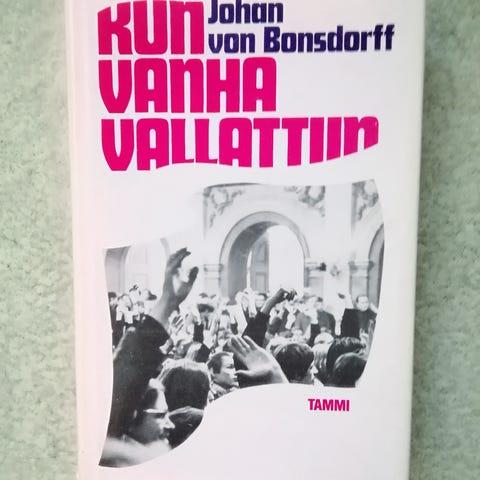 Johan
von Bonsdorff
KUN
VANHA
VALLATTIIN
TAMMI